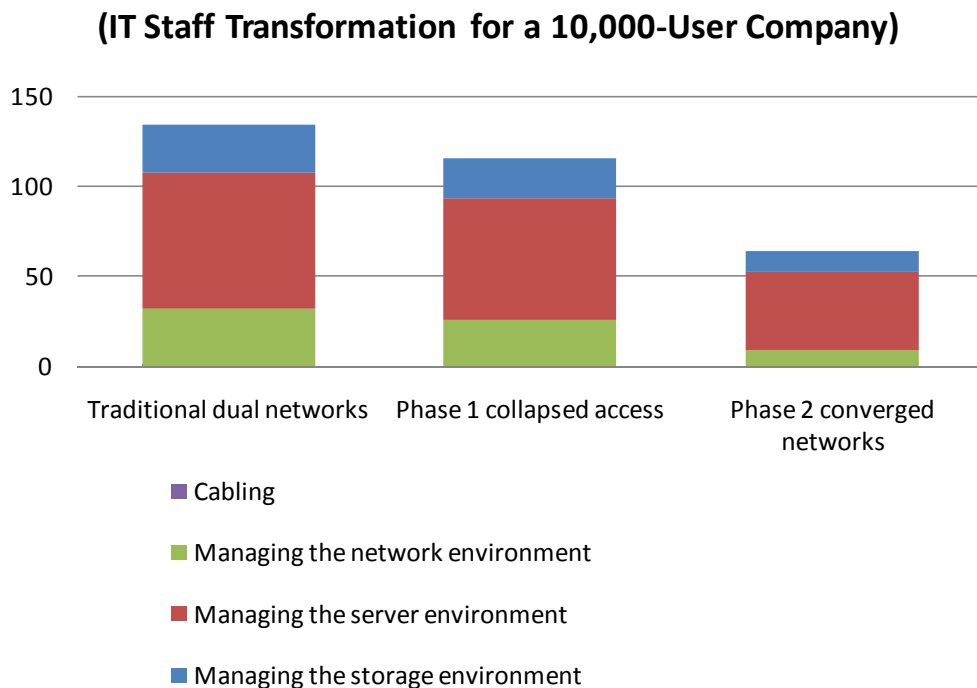 (IT Staff Transformation for a 10,000-User Company)
150
100
50
0
Traditional dual networks
Phase 1 collapsed access
Phase 2 converged
networks
Cabling
Managing the network environment
Managing the server environment
Managing the storage environment